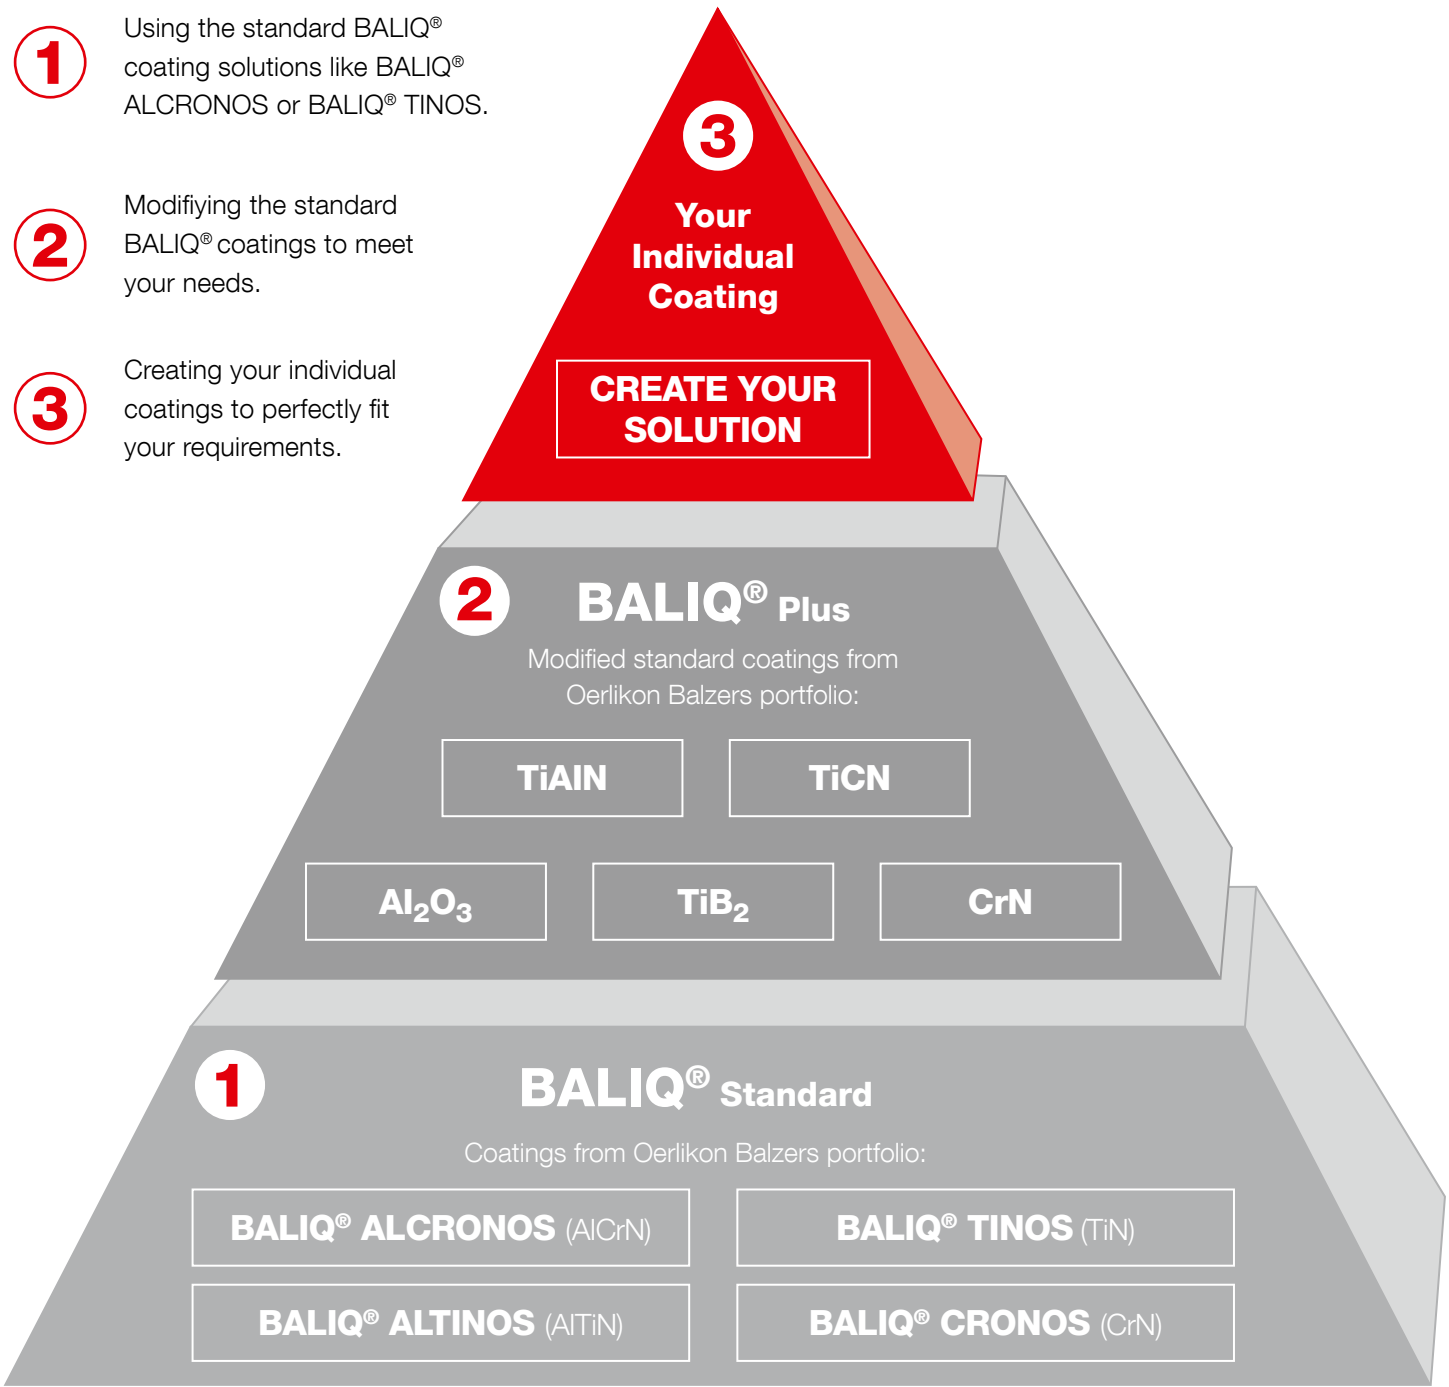 1
Using the standard BALIQ®
coating solutions like BALIQ®
ALCRONOS or BALIQ® TINOS.
2
Modifiying the standard
BALIQ® coatings to meet
your needs.
3
Creating your individual
coatings to perfectly fit
your requirements.
3
Your
Individual
Coating
CREATE YOUR
SOLUTION
2
BALIQ® Plus
Modified standard coatings from
Oerlikon Balzers portfolio:
TiAlN
TiCN
Al₂O₃
TiB₂
CrN
1
BALIQ® Standard
Coatings from Oerlikon Balzers portfolio:
BALIQ® ALCRONOS (AlCrN)
BALIQ® TINOS (TiN)
BALIQ® ALTINOS (AlTiN)
BALIQ® CRONOS (CrN)